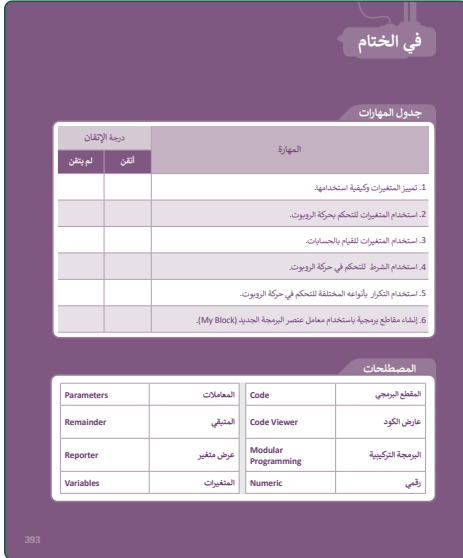 في الختام
جدول المهارات
المهارة
درجة الإتقان
أتقن
لم يتقن
1. تمييز المتغيرات وكيفية استخدامها.
2. استخدام المتغيرات للتحكم بحركة الروبوت.
3. استخدام المتغيرات للقيام بالحسابات.
4. استخدام الشرط للتحكم في حركة الروبوت.
5. استخدام التكرار بأنواعه المختلفة للتحكم في حركة الروبوت.
6. إنشاء مقاطع برمجية باستخدام معامل عنصر البرمجة الجديد (My Block).
المصطلحات
المقطع البرمجي Code المعاملات Parameters
عارض الكود Code Viewer المتبقي Remainder
البرمجة التركيبية Modular Programming عرض متغير Reporter
رقمي Numeric المتغيرات Variables
393